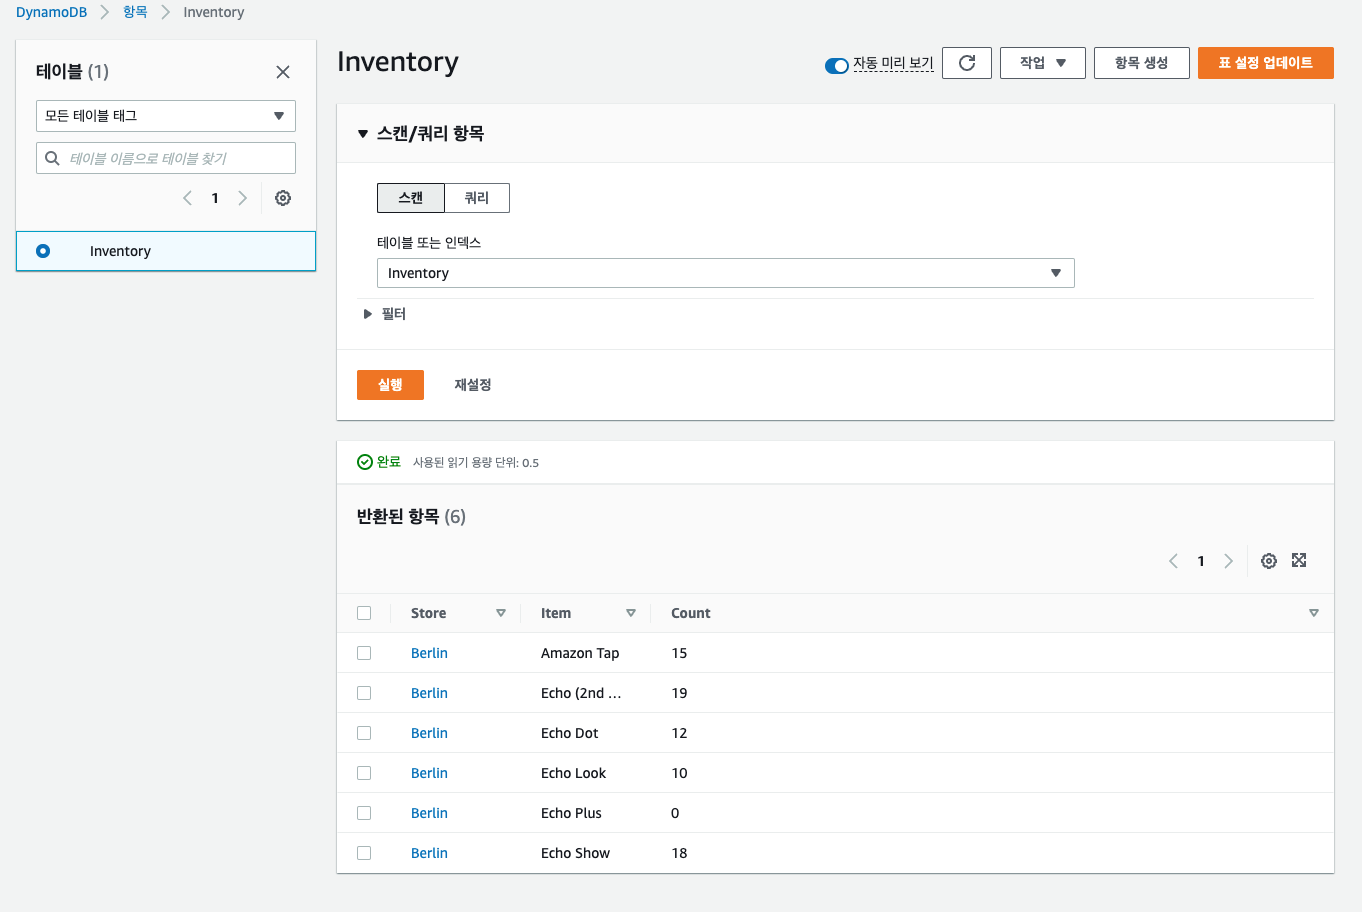 DynamoDB 항목 Inventory
테이블 (1)
모든 테이블 태그
테이블 이름으로 테이블 찾기
1
Inventory
Inventory
자동 미리 보기
작업
항목 생성
표 설정 업데이트
스캔/쿼리 항목
스캔 쿼리
테이블 또는 인덱스
Inventory
필터
실행 재설정
완료 사용된 읽기 용량 단위: 0.5
반환된 항목 (6)
1
Store Item Count
Berlin Amazon Tap 15
Berlin Echo (2nd ... 19
Berlin Echo Dot 12
Berlin Echo Look 10
Berlin Echo Plus 0
Berlin Echo Show 18